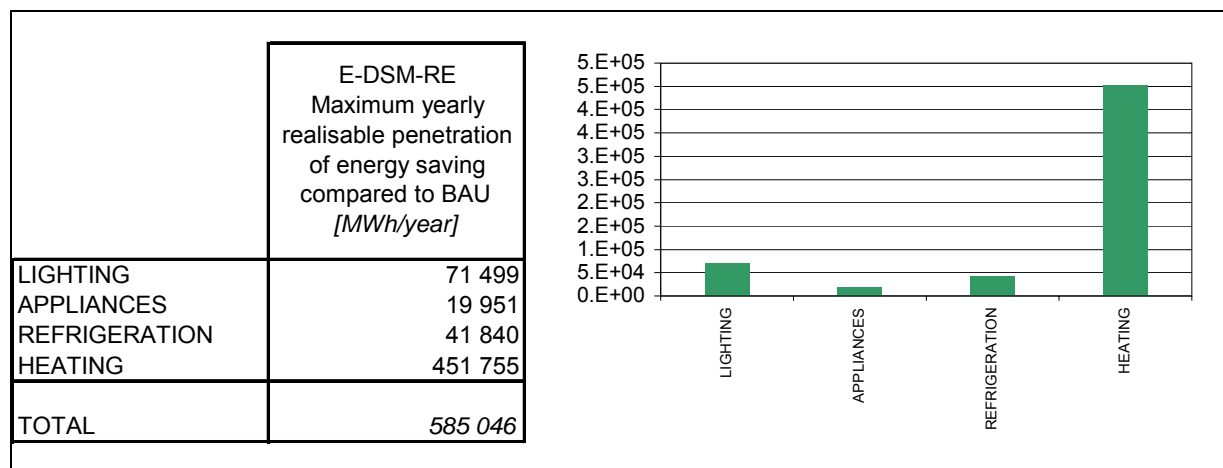 E-DSM-RE
Maximum yearly
realisable penetration
of energy saving
compared to BAU
[MWh/year]
LIGHTING 71 499
APPLIANCES 19 951
REFRIGERATION 41 840
HEATING 451 755
TOTAL 585 046
5.E+05
5.E+05
4.E+05
4.E+05
3.E+05
3.E+05
2.E+05
2.E+05
1.E+05
5.E+04
0.E+00
LIGHTING
APPLIANCES
REFRIGERATION
HEATING